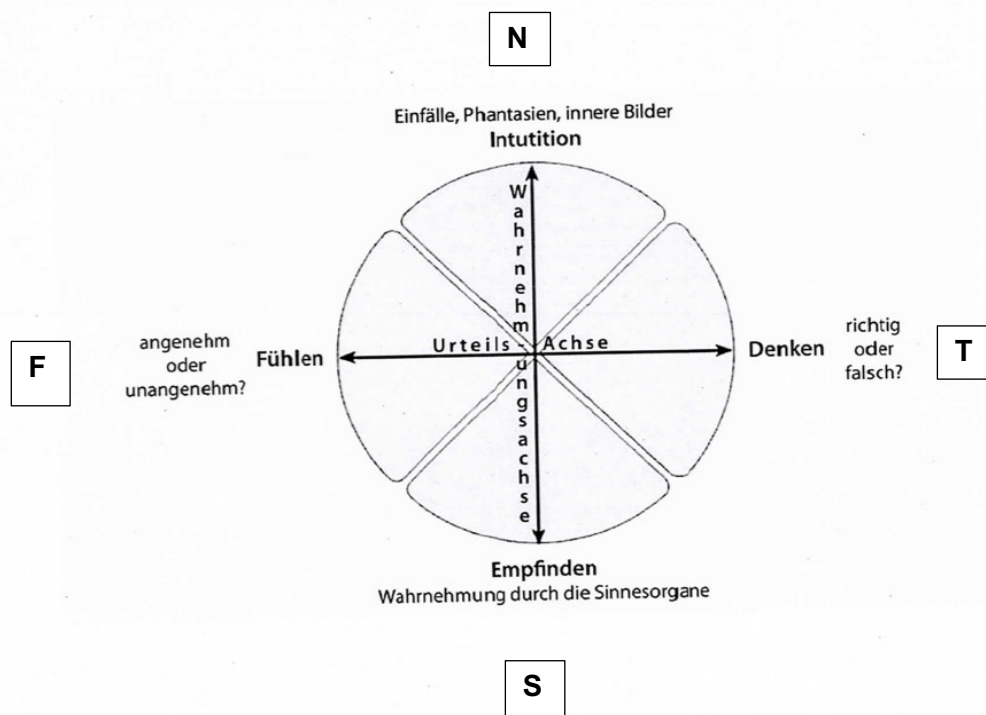 N
Einfälle, Phantasien, innere Bilder
Intutition
Wahrnehmungsachse
Urteils-Achse
F
angenehm
oder
unangenehm?
Fühlen
Denken
richtig
oder
falsch?
T
Empfinden
Wahrnehmung durch die Sinnesorgane
S